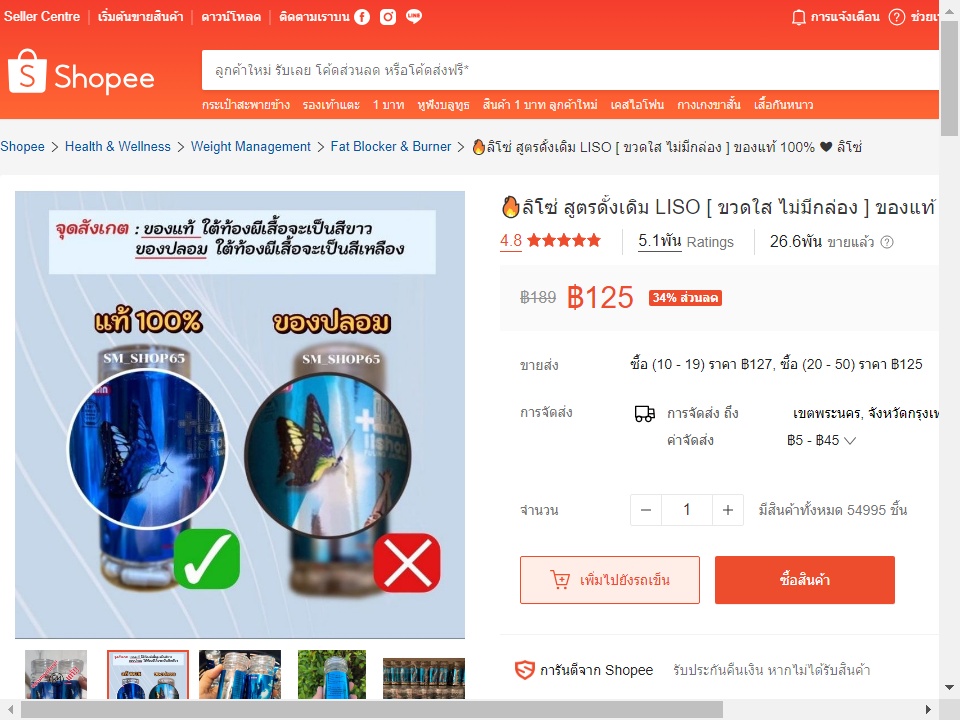 Seller Centre
เริ่มต้นขายสินค้า
ดาวน์โหลด
ติดตามเราบน
การแจ้งเตือน
Shopee
ลูกค้าใหม่ รับเลย โค้ดส่วนลด หรือโค้ดส่งฟรี*
กระเป๋าสะพายข้าง รองเท้าแตะ 1 บาท หูฟังบลูทูธ สินค้า 1 บาท ลูกค้าใหม่ เคสไอโฟน กางเกงขาสั้น เสื้อกันหนาว
Shopee > Health & Wellness > Weight Management > Fat Blocker & Burner > 🔥ลิโซ่ สูตรดั้งเดิม LISO [ ขวดใส ไม่มีกล่อง ] ของแท้ 100% ❤ ลิโซ่
จุดสังเกต : ของแท้ ใต้ท้องผีเสื้อจะเป็นสีขาว
ของปลอม ใต้ท้องผีเสื้อจะเป็นสีเหลือง
แท้ 100%
ของปลอม
SM_SHOP65
SM_SHOP65
🔥ลิโซ่ สูตรดั้งเดิม LISO [ ขวดใส ไม่มีกล่อง ] ของแท้
4.8
5.1พัน Ratings
26.6พัน ขายแล้ว
฿189 ฿125 34% ส่วนลด
ขายส่ง
ซื้อ (10 - 19) ราคา ฿127, ซื้อ (20 - 50) ราคา ฿125
การจัดส่ง
การจัดส่ง ถึง
เขตพระนคร,
ค่าจัดส่ง
฿5 - ฿45
จำนวน
1
มีสินค้าทั้งหมด 54995 ชิ้น
เพิ่มไปยังรถเข็น
ซื้อสินค้า
การันตีจาก Shopee
รับประกันคืนเงิน หากไม่ได้รับสินค้า